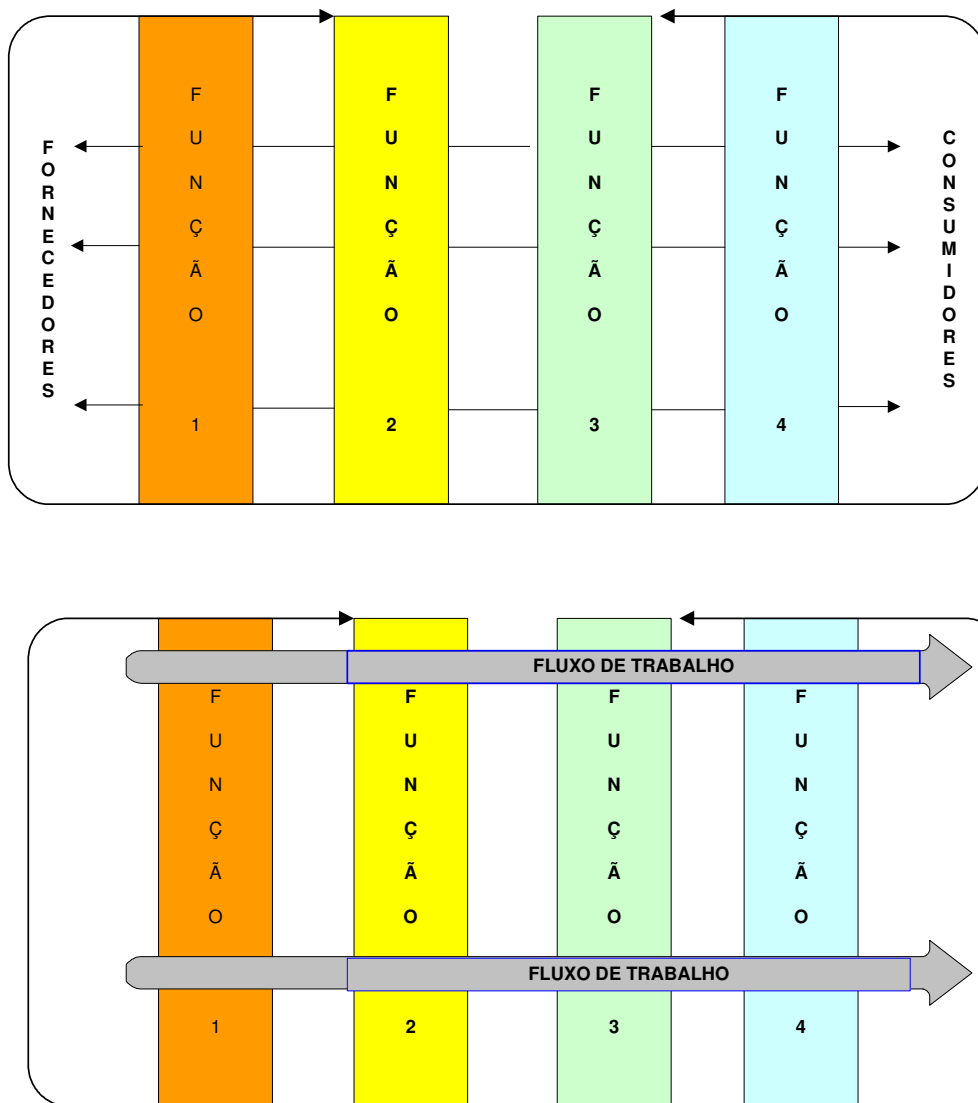 FORNECEDORES
FUNÇÃO 1
FUNÇÃO 2
FUNÇÃO 3
FUNÇÃO 4
CONSUMIDORES
FLUXO DE TRABALHO
FUNÇÃO 1
FUNÇÃO 2
FUNÇÃO 3
FUNÇÃO 4
FLUXO DE TRABALHO